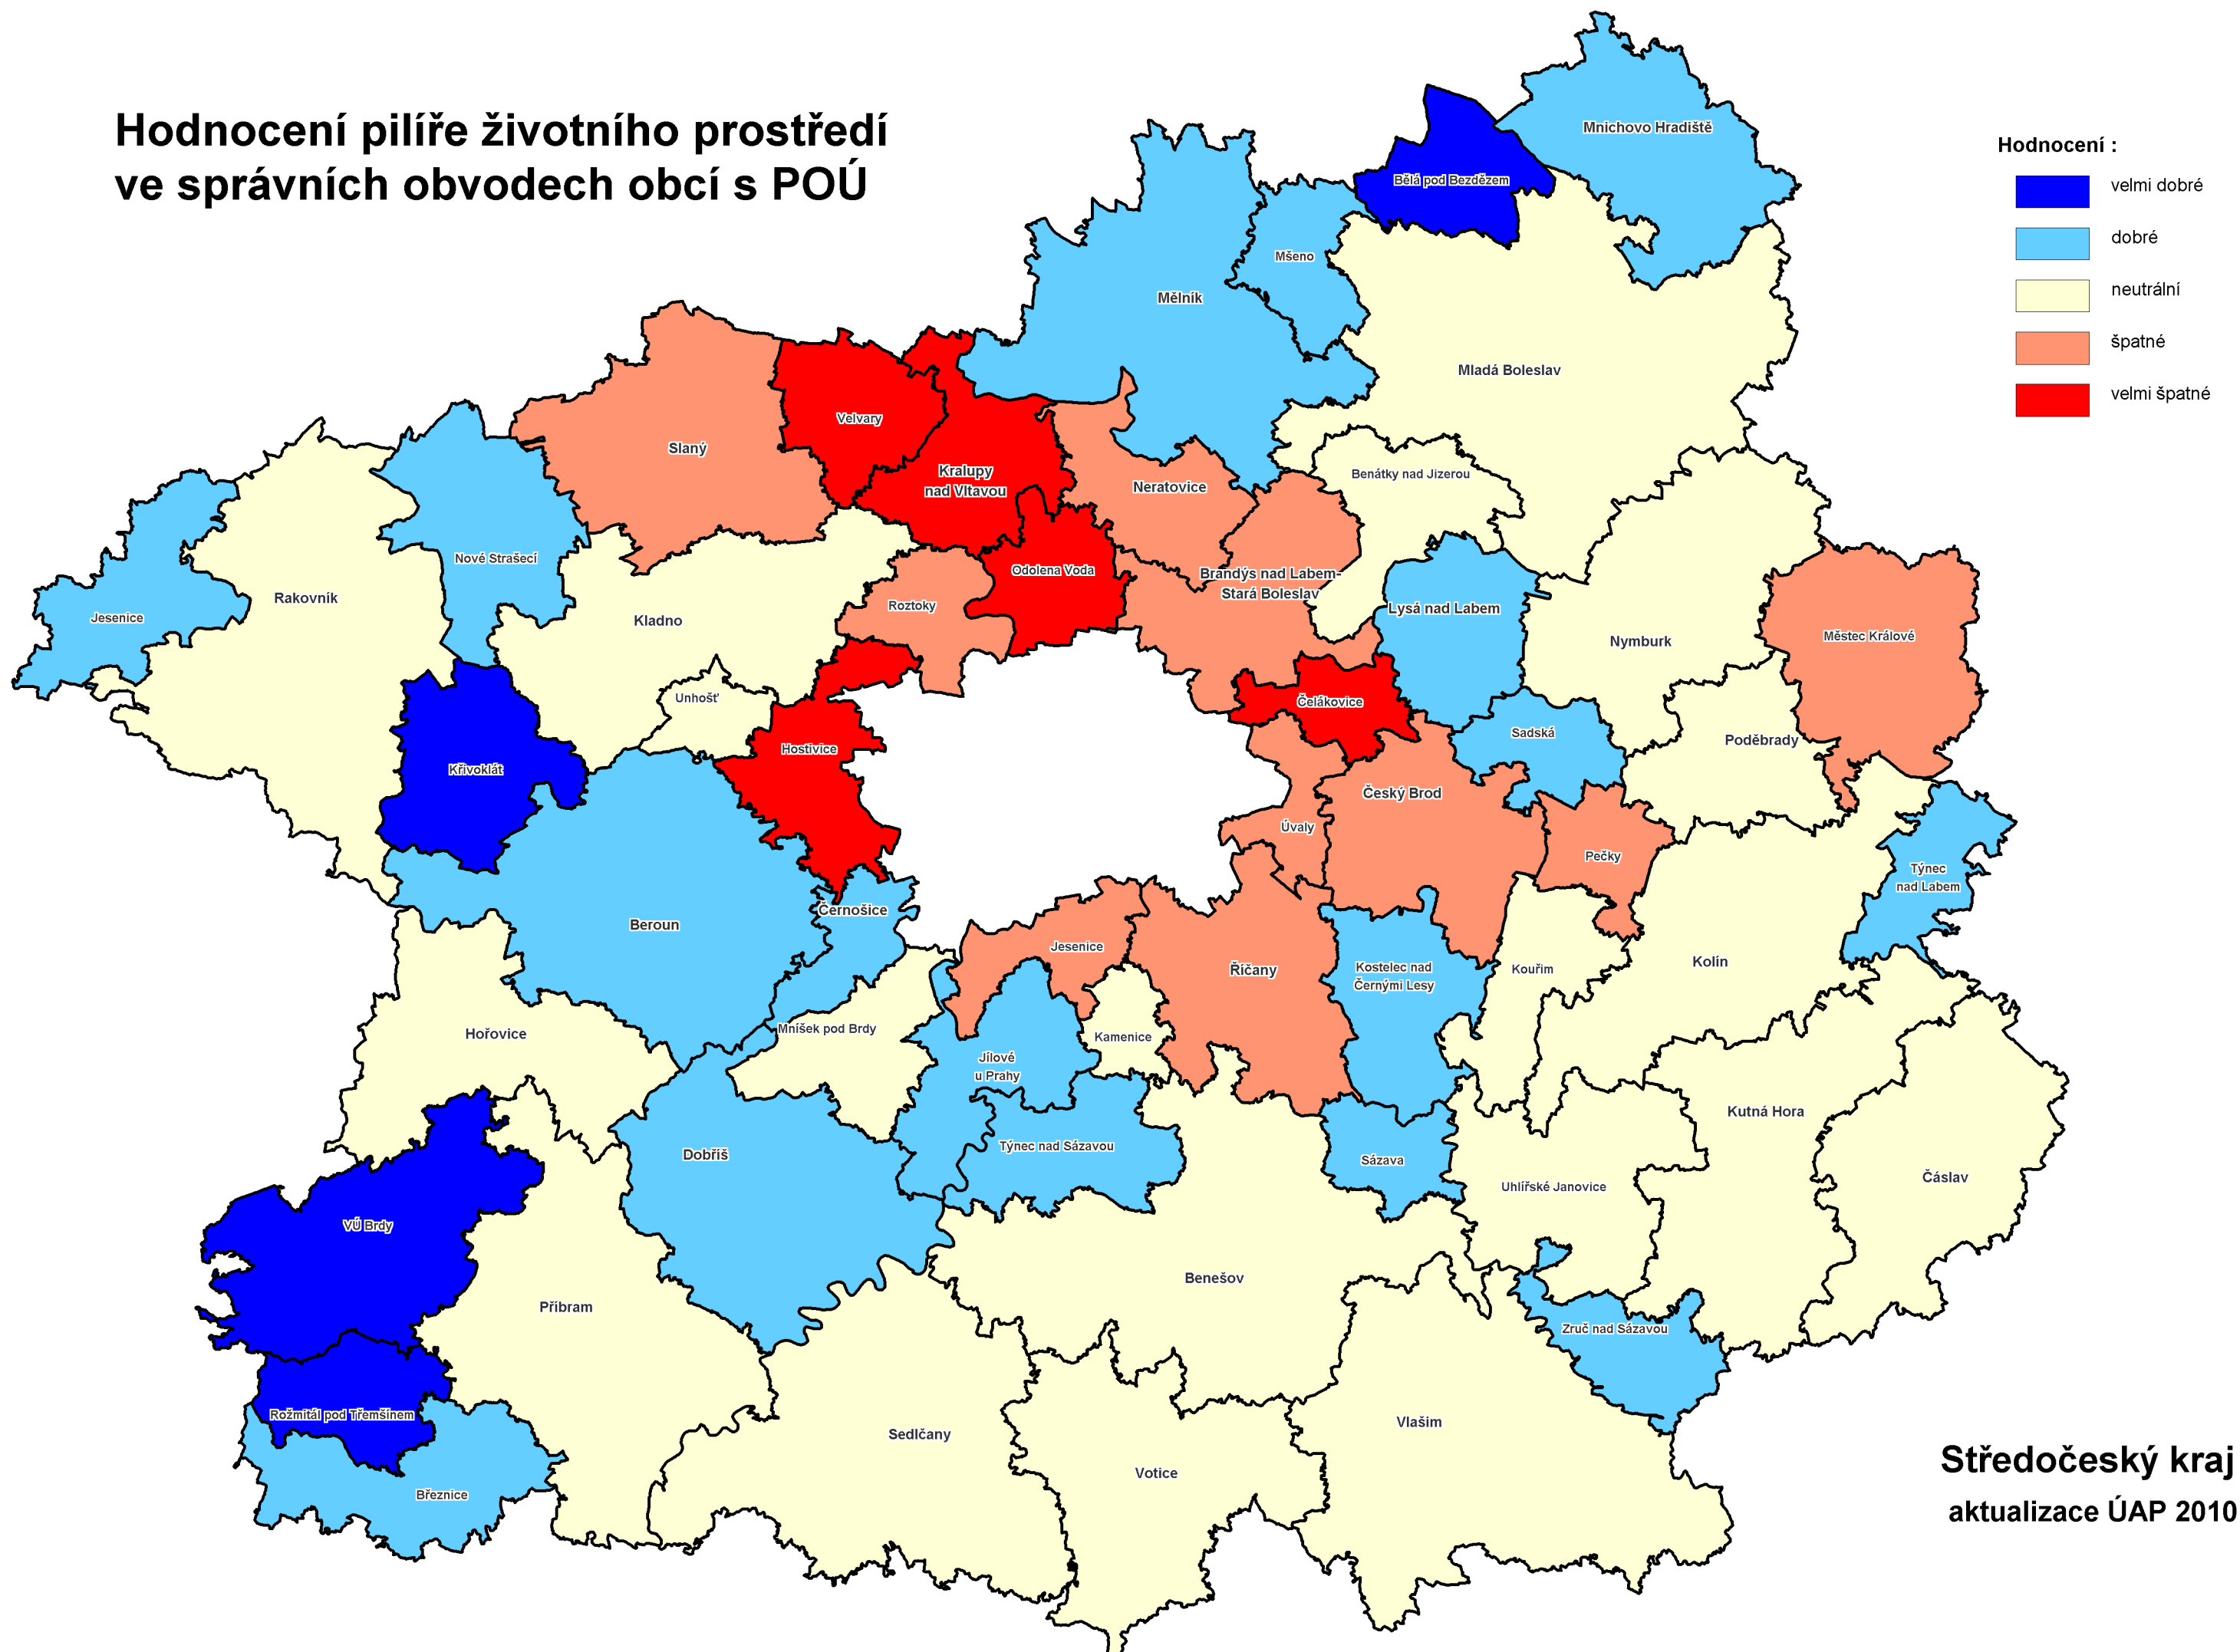 Hodnocení pilíře životního prostředí
ve správních obvodech obcí s POÚ
Hodnocení :
velmi dobré
dobré
neutrální
špatné
velmi špatné
Mnichovo Hradiště
Bělá pod Bezdězem
Mšeno
Mělník
Mladá Boleslav
Velvary
Slaný
Kralupy
nad Vltavou
Neratovice
Benátky nad Jizerou
Nové Strašecí
Odolena Voda
Brandýs nad Labem-
Stará Boleslav
Rakovník
Jesenice
Roztoky
Lysá nad Labem
Kladno
Nymburk
Městec Králové
Unhošť
Čelákovice
Sadská
Poděbrady
Hostivice
Křivoklát
Český Brod
Úvaly
Pečky
Týnec
nad Labem
Černošice
Beroun
Jesenice
Říčany
Kostelec nad
Černými Lesy
Kouřim
Kolín
Hořovice
Mníšek pod Brdy
Kamenice
Jílové
u Prahy
Kutná Hora
Týnec nad Sázavou
Dobříš
Sázava
Uhlířské Janovice
Čáslav
VÚ Brdy
Benešov
Příbram
Zruč nad Sázavou
Rožmitál pod Třemšínem
Vlašim
Sedlčany
Votice
Březnice
Středočeský kraj
aktualizace ÚAP 2010